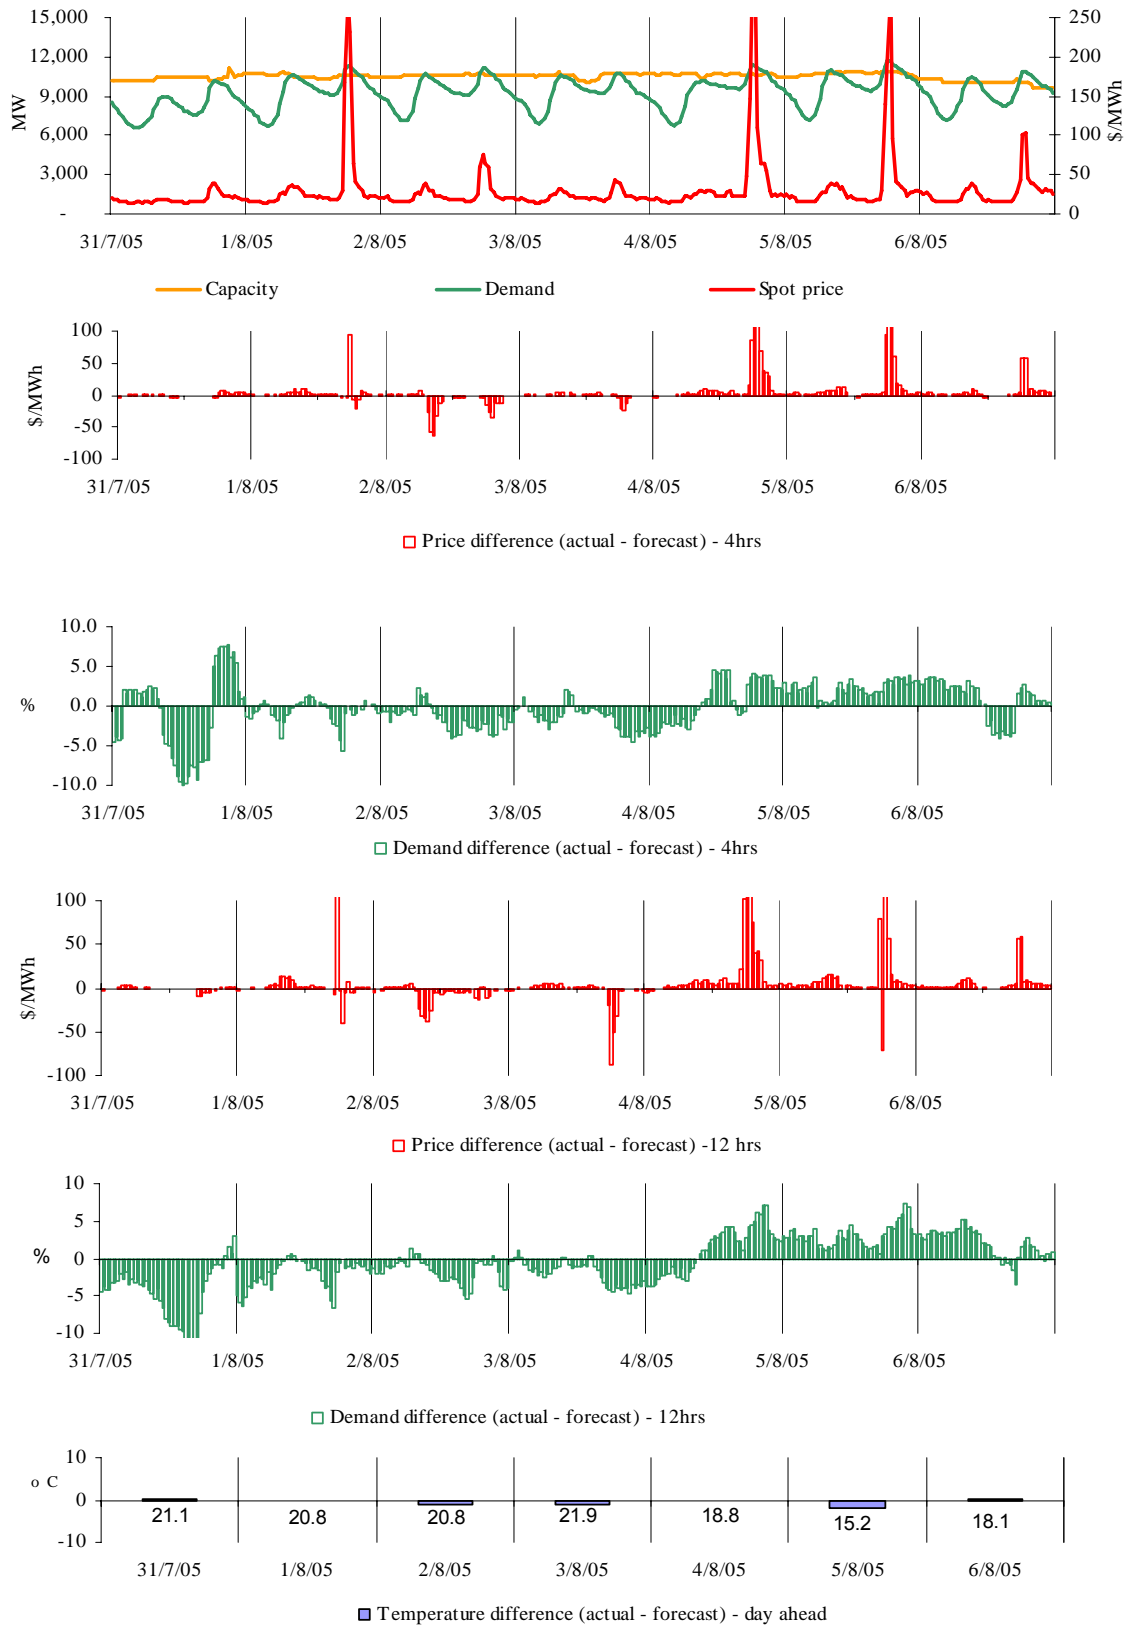 15,000
12,000
9,000
6,000
3,000
-
MW
250
200
150
100
50
0
$/MWh
31/7/05 1/8/05 2/8/05 3/8/05 4/8/05 5/8/05 6/8/05
Capacity Demand Spot price
100
50
0
-50
-100
$/MWh
31/7/05 1/8/05 2/8/05 3/8/05 4/8/05 5/8/05 6/8/05
Price difference (actual - forecast) - 4hrs
10.0
5.0
0.0
-5.0
-10.0
%
31/7/05 1/8/05 2/8/05 3/8/05 4/8/05 5/8/05 6/8/05
Demand difference (actual - forecast) - 4hrs
100
50
0
-50
-100
$/MWh
31/7/05 1/8/05 2/8/05 3/8/05 4/8/05 5/8/05 6/8/05
Price difference (actual - forecast) -12 hrs
10
5
0
-5
-10
%
31/7/05 1/8/05 2/8/05 3/8/05 4/8/05 5/8/05 6/8/05
Demand difference (actual - forecast) - 12hrs
10
0
-10
o C
21.1 20.8 20.8 21.9 18.8 15.2 18.1
31/7/05 1/8/05 2/8/05 3/8/05 4/8/05 5/8/05 6/8/05
Temperature difference (actual - forecast) - day ahead